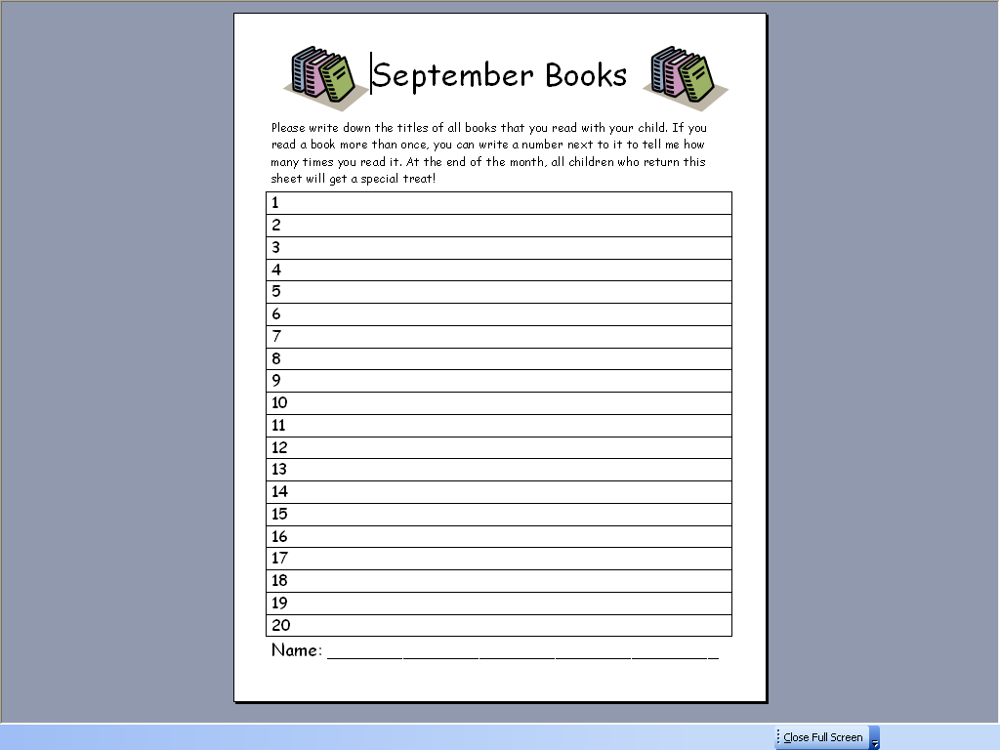 September Books
Please write down the titles of all books that you read with your child. If you
read a book more than once, you can write a number next to it to tell me how
many times you read it. At the end of the month, all children who return this
sheet will get a special treat!
1
2
3
4
5
6
7
8
9
10
11
12
13
14
15
16
17
18
19
20
Name:
Close Full Screen